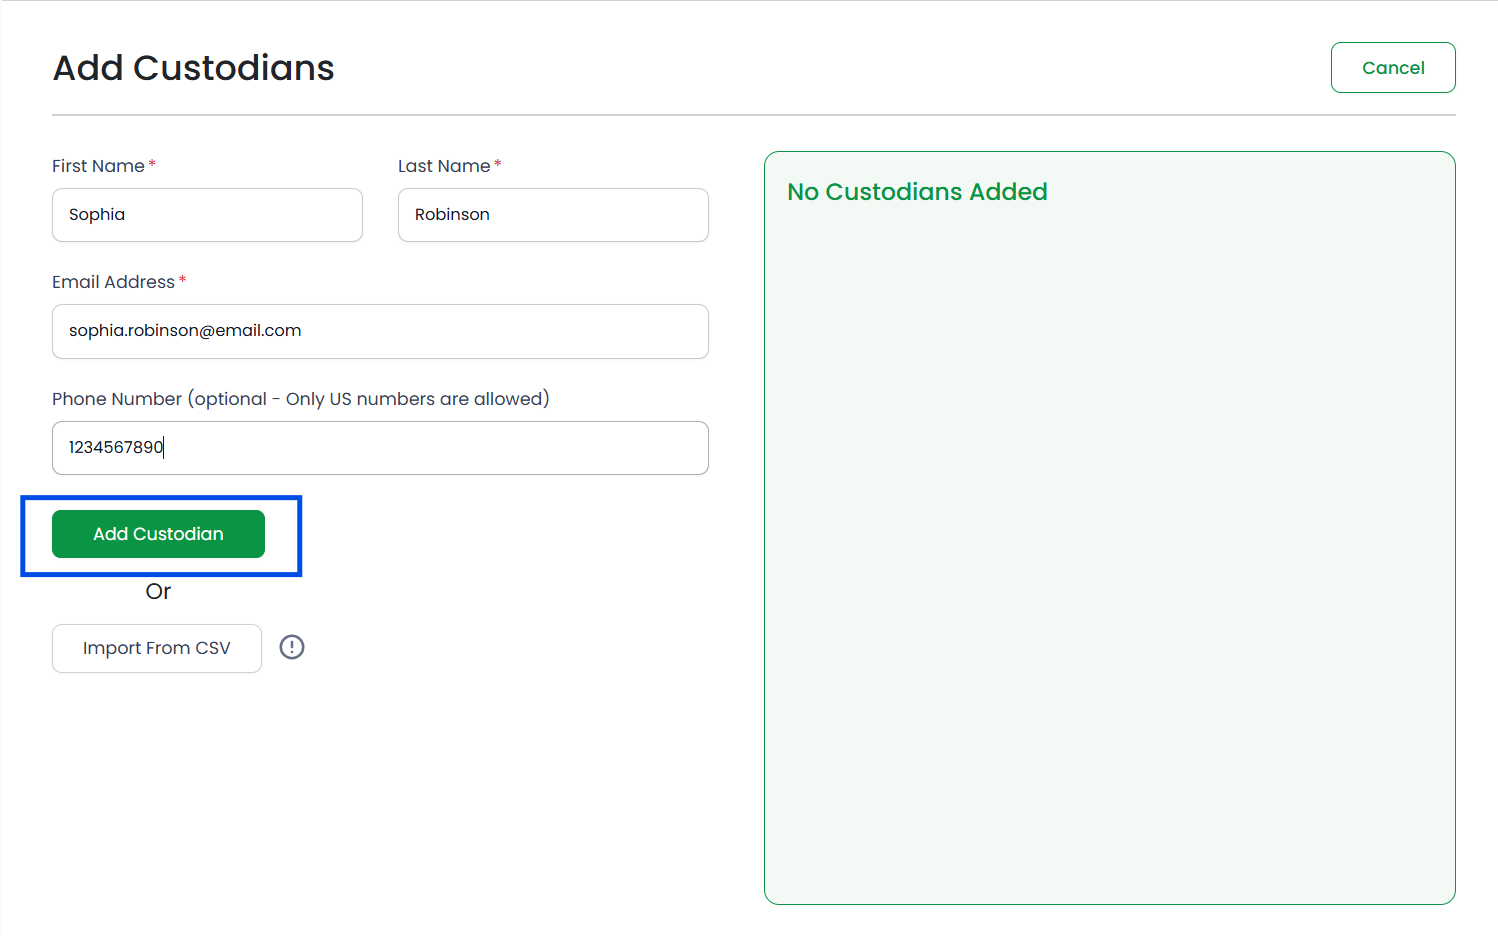 Add Custodians
Cancel
First Name *
Last Name *
Sophia
Robinson
Email Address *
sophia.robinson@email.com
Phone Number (optional - Only US numbers are allowed)
1234567890
Add Custodian
Or
Import From CSV
No Custodians Added